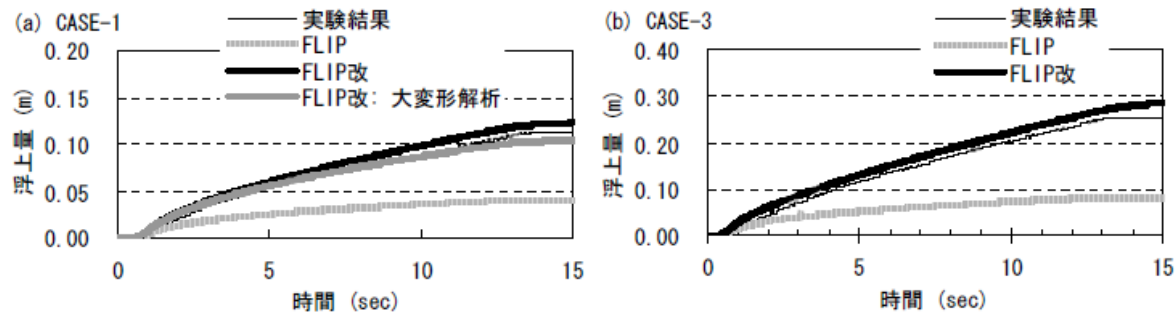 (a) CASE-1
実験結果
FLIP
FLIP改
FLIP改: 大変形解析
0.20
0.15
0.10
0.05
0.00
浮上量 (m)
0
5
10
15
時間 (sec)
(b) CASE-3
実験結果
FLIP
FLIP改
0.40
0.30
0.20
0.10
0.00
浮上量 (m)
0
5
10
15
時間 (sec)